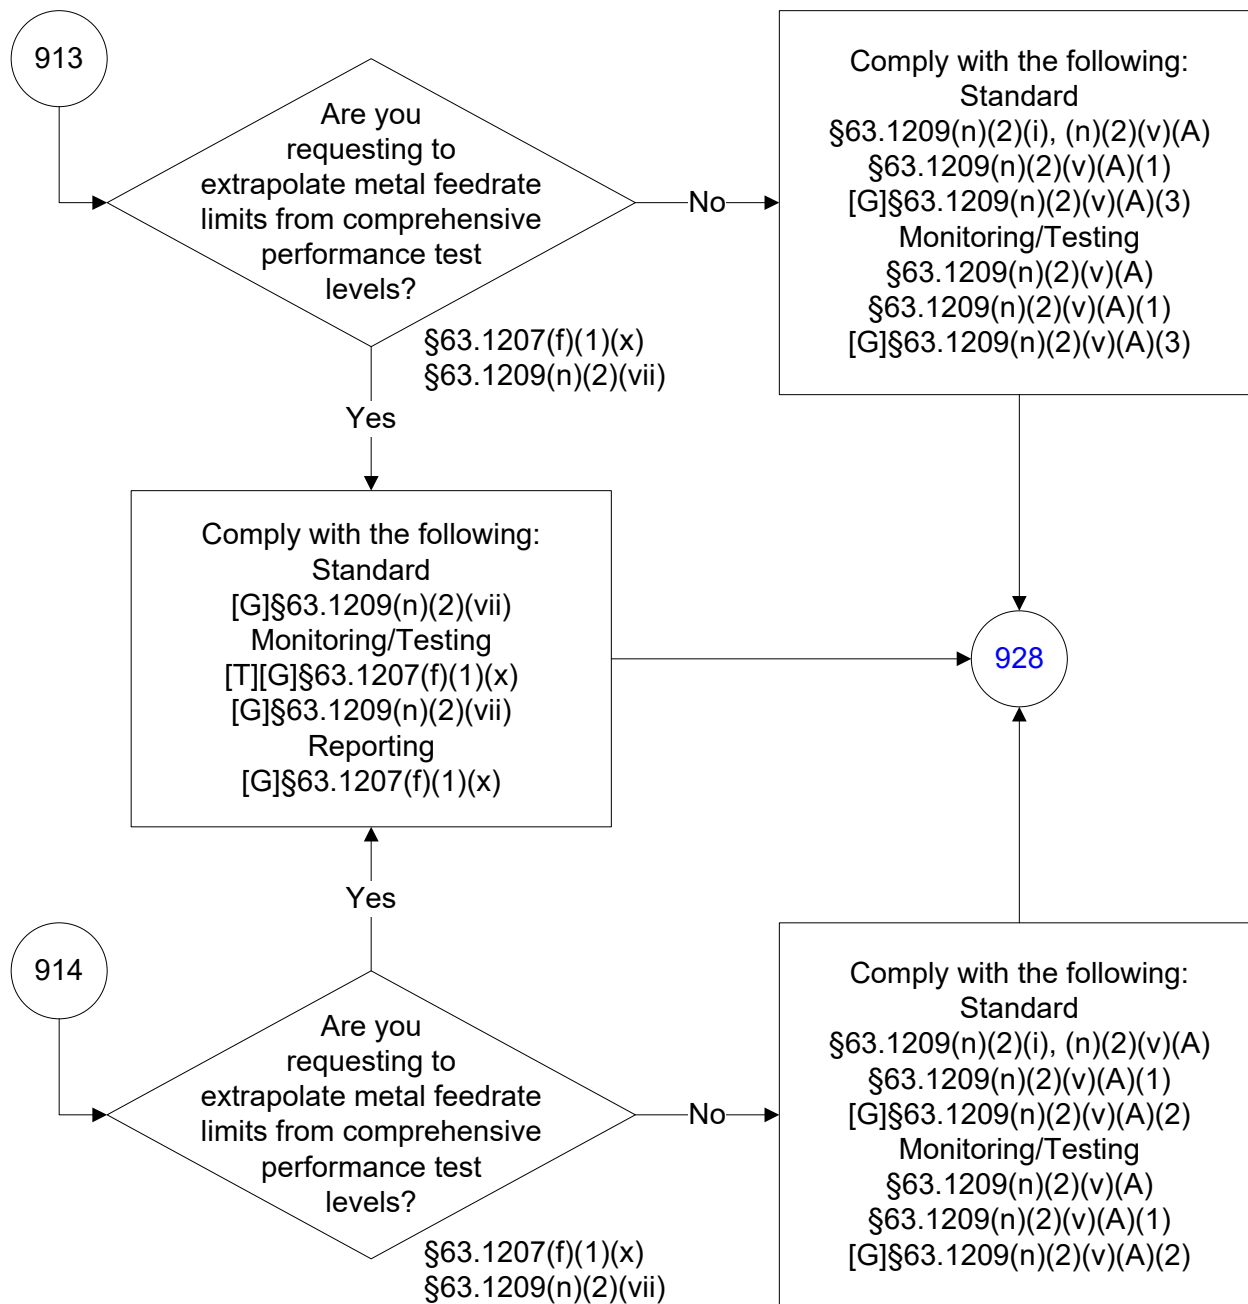 913
Are you
requesting to
extrapolate metal feedrate
limits from comprehensive
performance test
levels?
§63.1207(f)(1)(x)
§63.1209(n)(2)(vii)
No
Comply with the following:
Standard
§63.1209(n)(2)(i), (n)(2)(v)(A)
§63.1209(n)(2)(v)(A)(1)
[G]§63.1209(n)(2)(v)(A)(3)
Monitoring/Testing
§63.1209(n)(2)(v)(A)
§63.1209(n)(2)(v)(A)(1)
[G]§63.1209(n)(2)(v)(A)(3)
Yes
Comply with the following:
Standard
[G]§63.1209(n)(2)(vii)
Monitoring/Testing
[T][G]§63.1207(f)(1)(x)
[G]§63.1209(n)(2)(vii)
Reporting
[G]§63.1207(f)(1)(x)
928
Yes
914
Are you
requesting to
extrapolate metal feedrate
limits from comprehensive
performance test
levels?
§63.1207(f)(1)(x)
§63.1209(n)(2)(vii)
No
Comply with the following:
Standard
§63.1209(n)(2)(i), (n)(2)(v)(A)
§63.1209(n)(2)(v)(A)(1)
[G]§63.1209(n)(2)(v)(A)(2)
Monitoring/Testing
§63.1209(n)(2)(v)(A)
§63.1209(n)(2)(v)(A)(1)
[G]§63.1209(n)(2)(v)(A)(2)